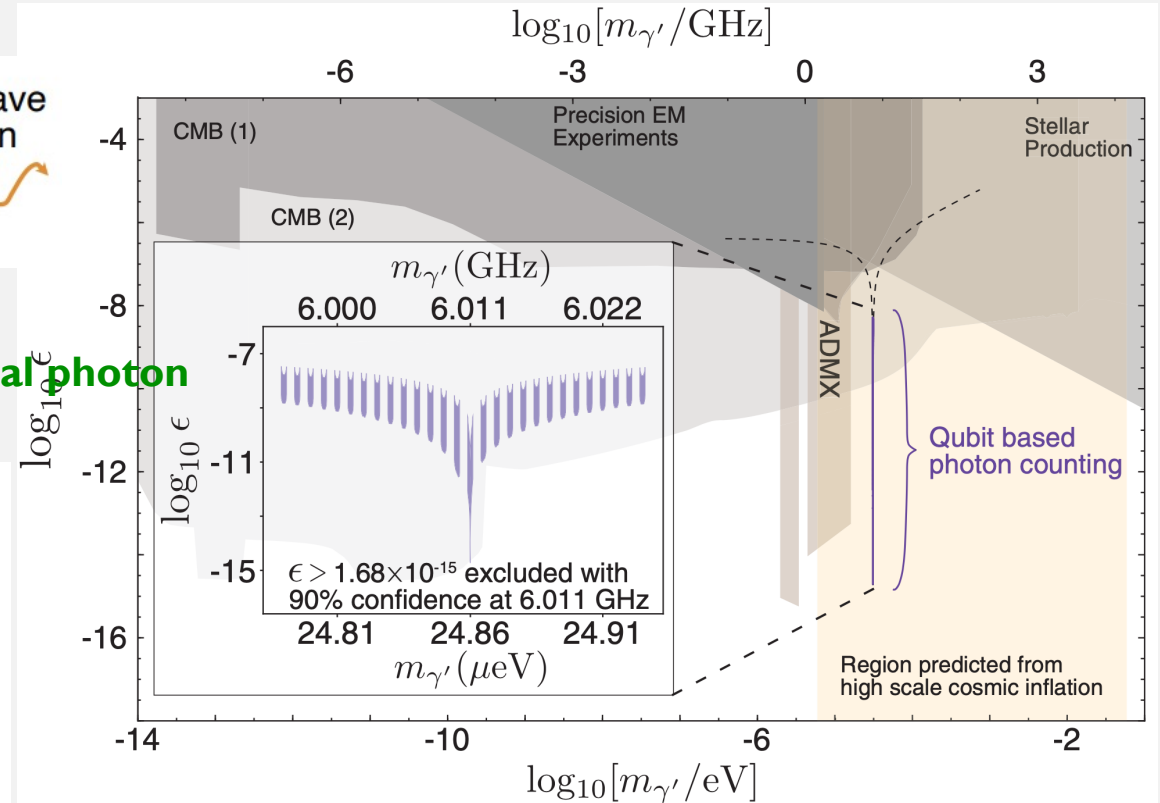 log₁₀[mγ′/GHz]
-6 -3 0 3
ave
n
CMB (1)
Precision EM
Experiments
Stellar
Production
-4
CMB (2)
mγ′(GHz)
6.000 6.011 6.022
-8
-7
ADMX
al photon
log₁₀ ϵ
log₁₀ ϵ
-11
Qubit based
photon counting
-12
-15
ϵ > 1.68×10⁻¹⁵ excluded with
90% confidence at 6.011 GHz
24.81 24.86 24.91
mγ′(μeV)
-16
Region predicted from
high scale cosmic inflation
-14 -10 -6 -2
log₁₀[mγ′/eV]